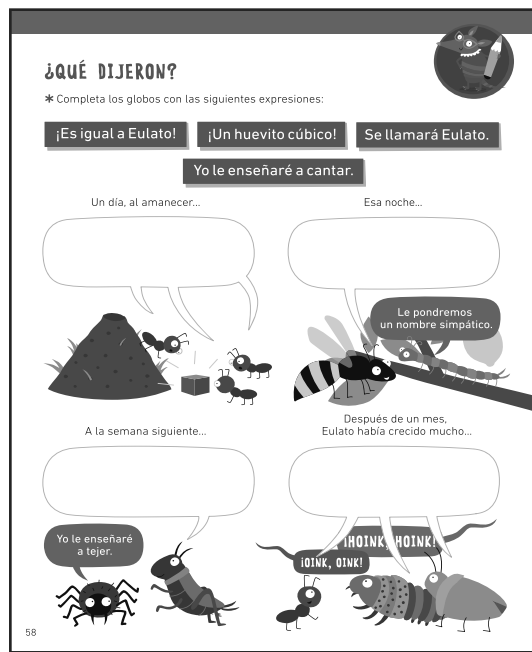 ¿QUÉ DIJERON?
* Completa los globos con las siguientes expresiones:
¡Es igual a Eulato!
¡Un huevito cúbico!
Se llamará Eulato.
Yo le enseñaré a cantar.
Un día, al amanecer...
Esa noche...
Le pondremos
un nombre simpático.
A la semana siguiente...
Después de un mes,
Eulato había crecido mucho...
Yo le enseñaré
a tejer.
¡HOINK, HOINK!
¡OINK, OINK!
58